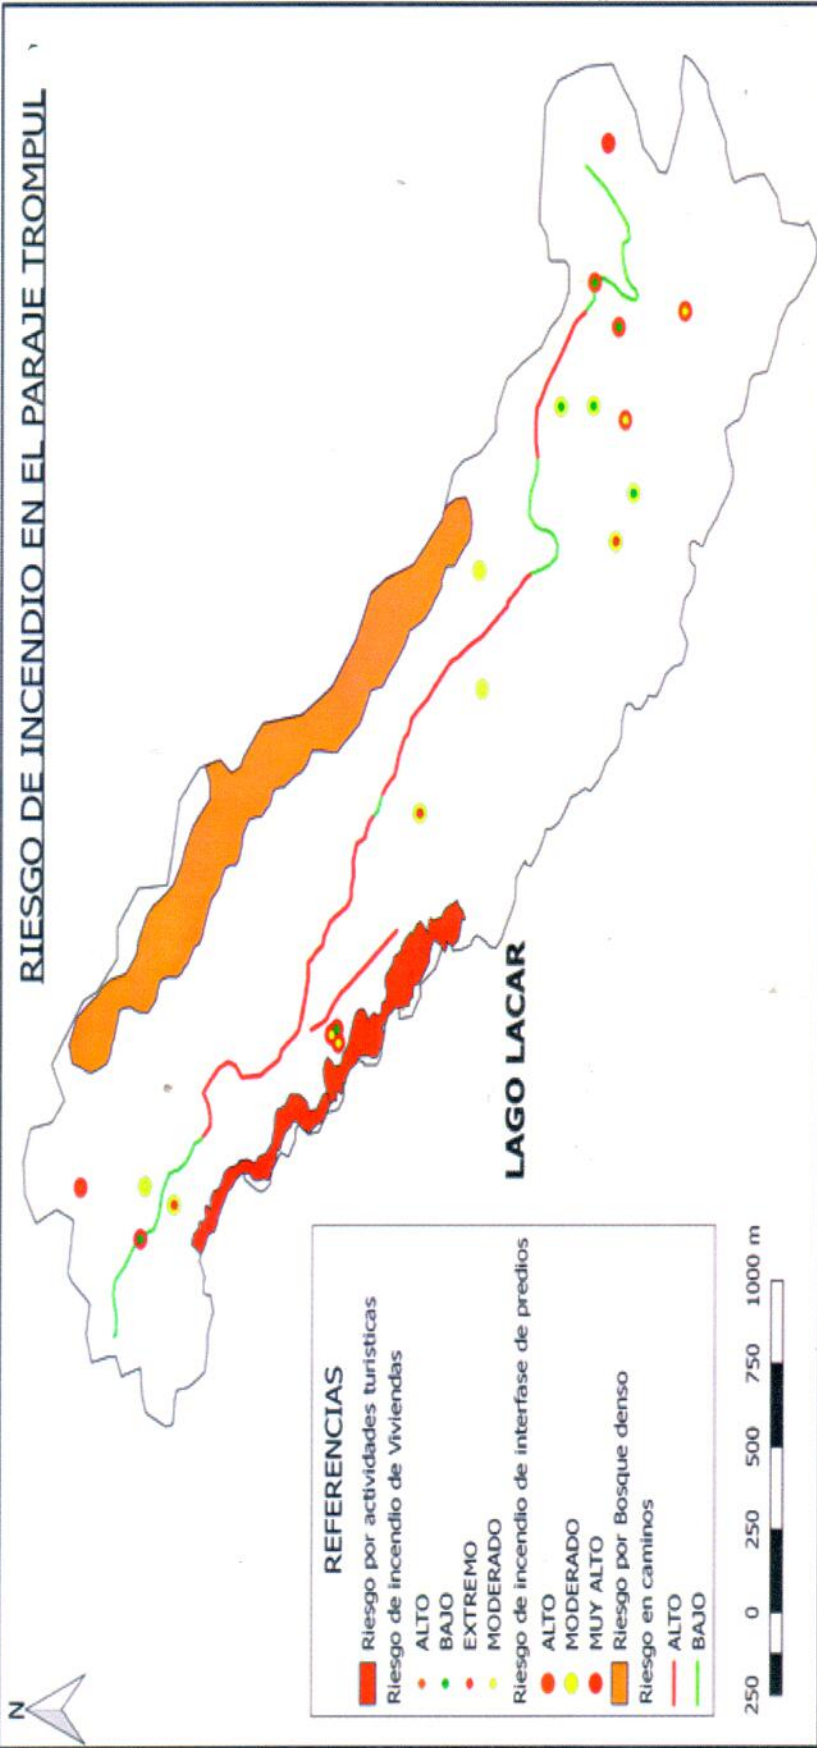 RIESGO DE INCENDIO EN EL PARAJE TROMPUL
N
LAGO LACAR
REFERENCIAS
Riesgo por actividades turisticas
Riesgo de incendio de Viviendas
ALTO
BAJO
EXTREMO
MODERADO
Riesgo de incendio de interfase de predios
ALTO
MODERADO
MUY ALTO
Riesgo por Bosque denso
Riesgo en caminos
ALTO
BAJO
250 0 250 500 750 1000 m